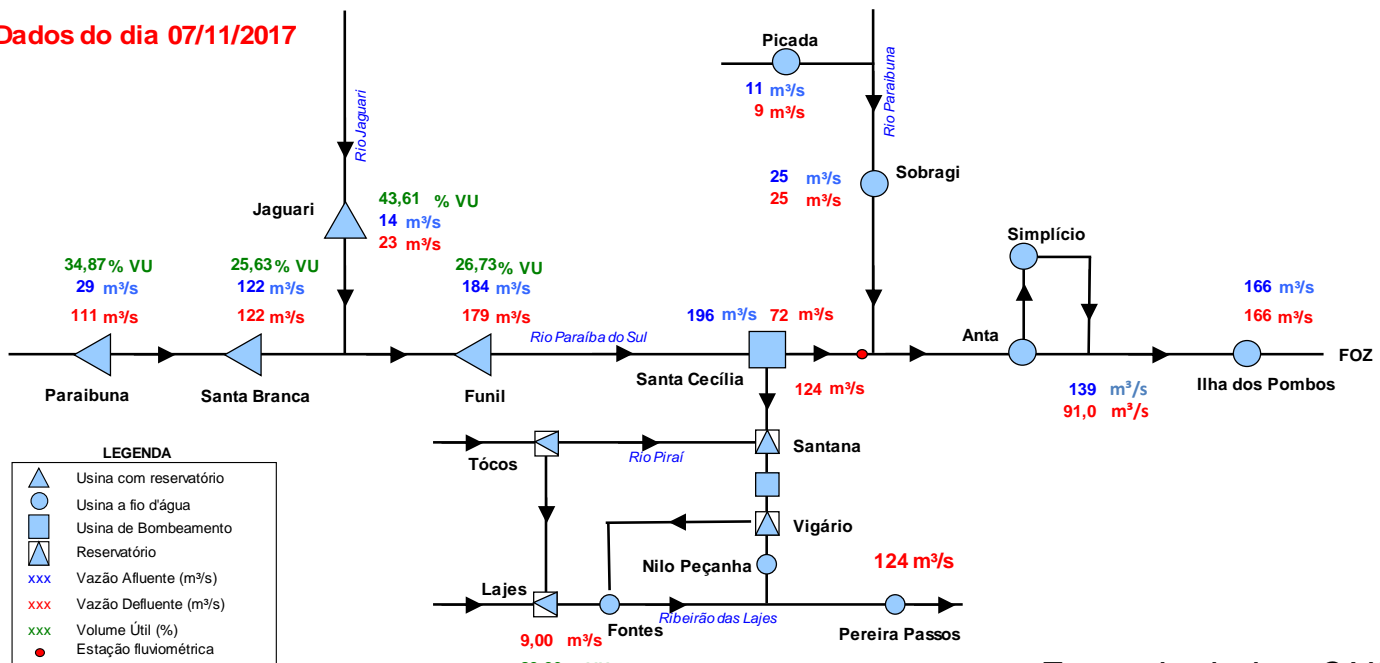 Dados do dia 07/11/2017
Picada
11 m³/s
9 m³/s
Rio Paraibuna
Rio Jaguari
25 m³/s
25 m³/s
Sobragi
Jaguari
43,61 % VU
14 m³/s
23 m³/s
Simplício
34,87 % VU
29 m³/s
111 m³/s
25,63 % VU
122 m³/s
122 m³/s
26,73 % VU
184 m³/s
179 m³/s
166 m³/s
166 m³/s
196 m³/s 72 m³/s
Rio Paraíba do Sul
Anta
FOZ
Paraibuna
Santa Branca
Funil
Santa Cecília
124 m³/s
139 m³/s
91,0 m³/s
Ilha dos Pombos
Tócos
Rio Piraí
Santana
Vigário
Nilo Peçanha
124 m³/s
Lajes
Fontes
Ribeirão das Lajes
Pereira Passos
9,00 m³/s
LEGENDA
Usina com reservatório
Usina a fio d'água
Usina de Bombeamento
Reservatório
xxx Vazão Afluente (m³/s)
xxx Vazão Defluente (m³/s)
xxx Volume Útil (%)
Estação fluviométrica